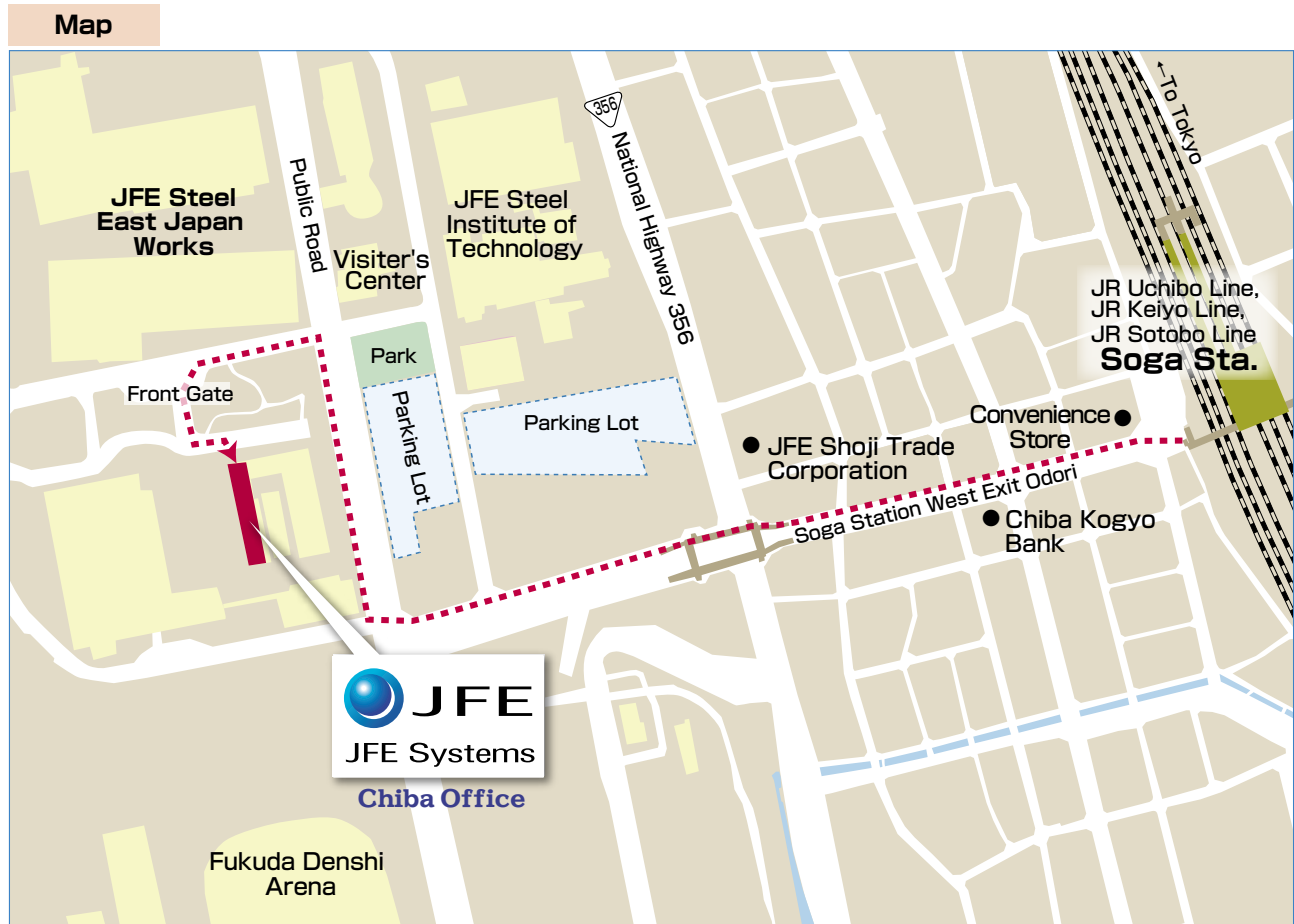 Map
←To Tokyo
356
National Highway 356
Public Road
JFE Steel
East Japan
Works
JFE Steel
Institute of
Technology
Visiter's
Center
JR Uchibo Line,
JR Keiyo Line,
JR Sotobo Line
Soga Sta.
Park
Front Gate
Parking Lot
Parking Lot
Convenience
Store
JFE Shoji Trade
Corporation
Soga Station West Exit Odori
Chiba Kogyo
Bank
JFE
JFE Systems
Chiba Office
Fukuda Denshi
Arena